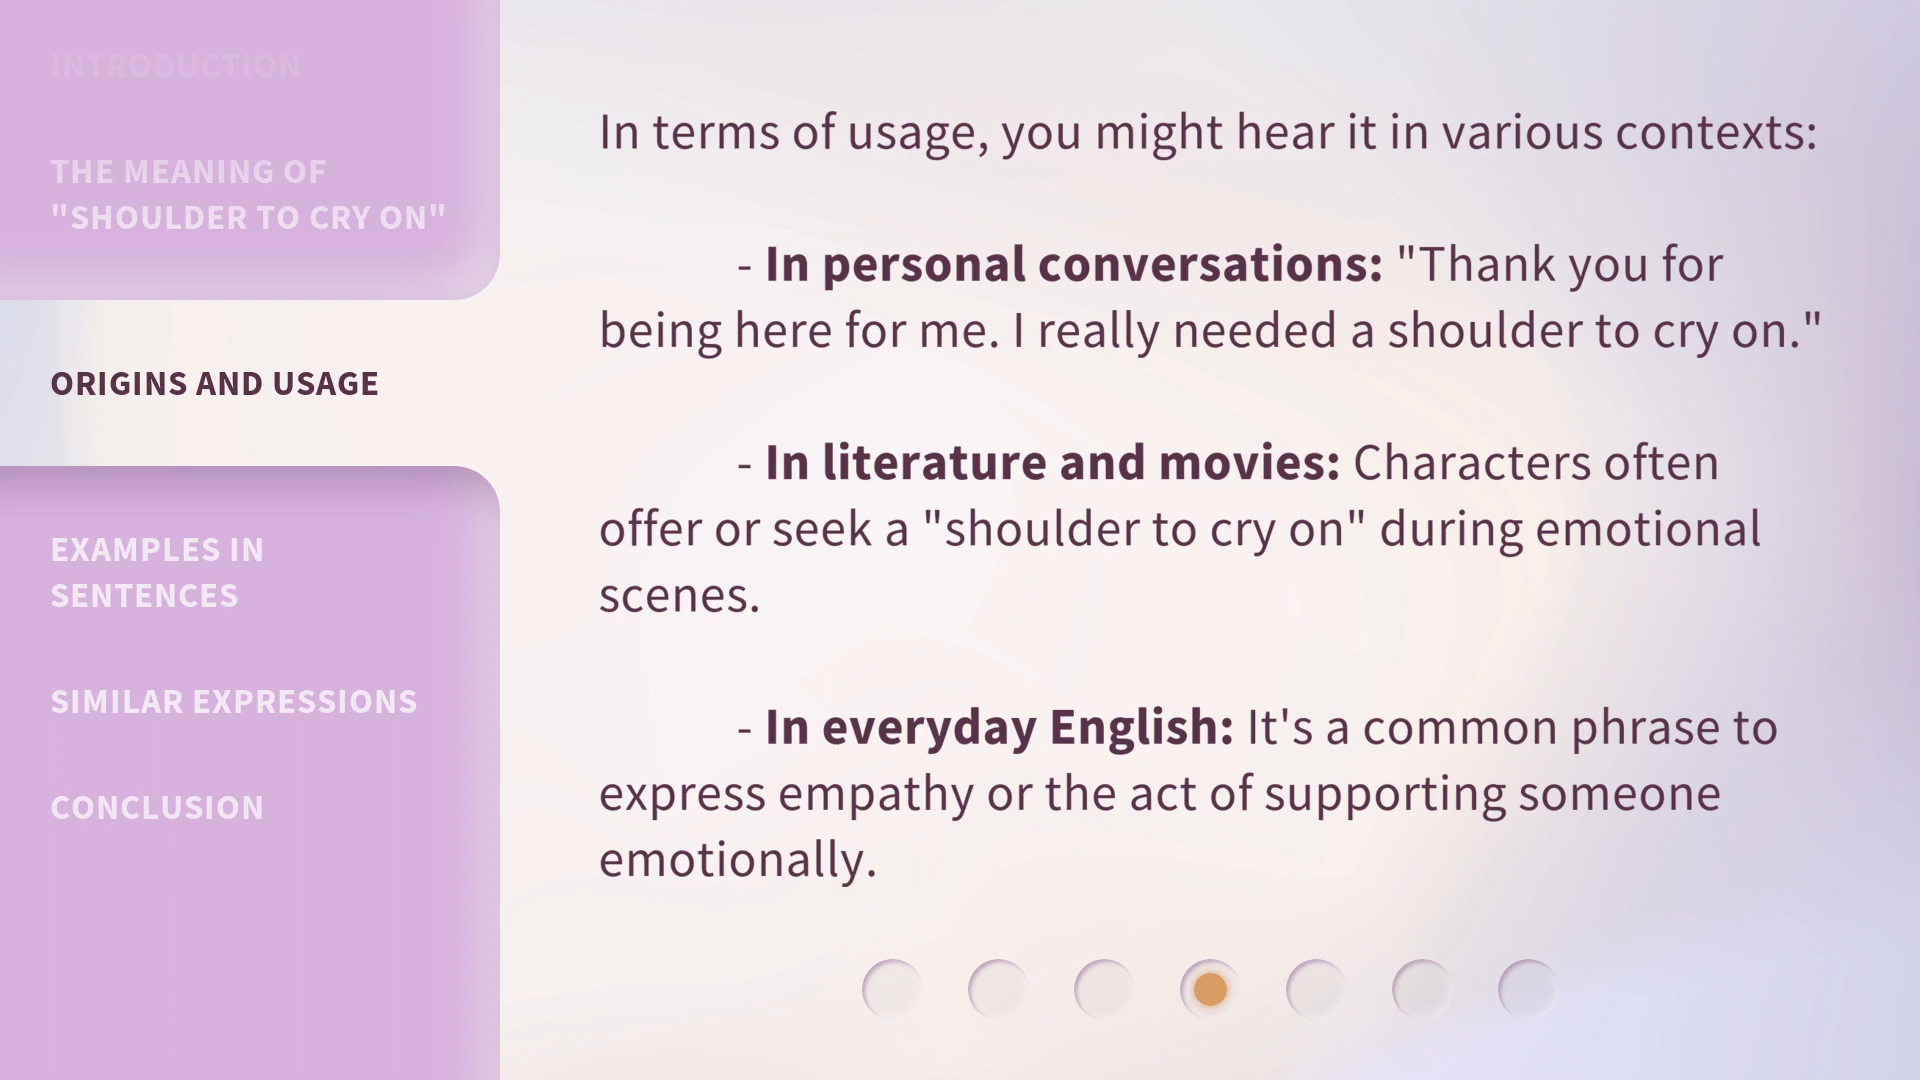 INTRODUCTION
THE MEANING OF
"SHOULDER TO CRY ON"
ORIGINS AND USAGE
EXAMPLES IN
SENTENCES
SIMILAR EXPRESSIONS
CONCLUSION
In terms of usage, you might hear it in various contexts:
- In personal conversations: "Thank you for
being here for me. I really needed a shoulder to cry on."
- In literature and movies: Characters often
offer or seek a "shoulder to cry on" during emotional
scenes.
- In everyday English: It's a common phrase to
express empathy or the act of supporting someone
emotionally.